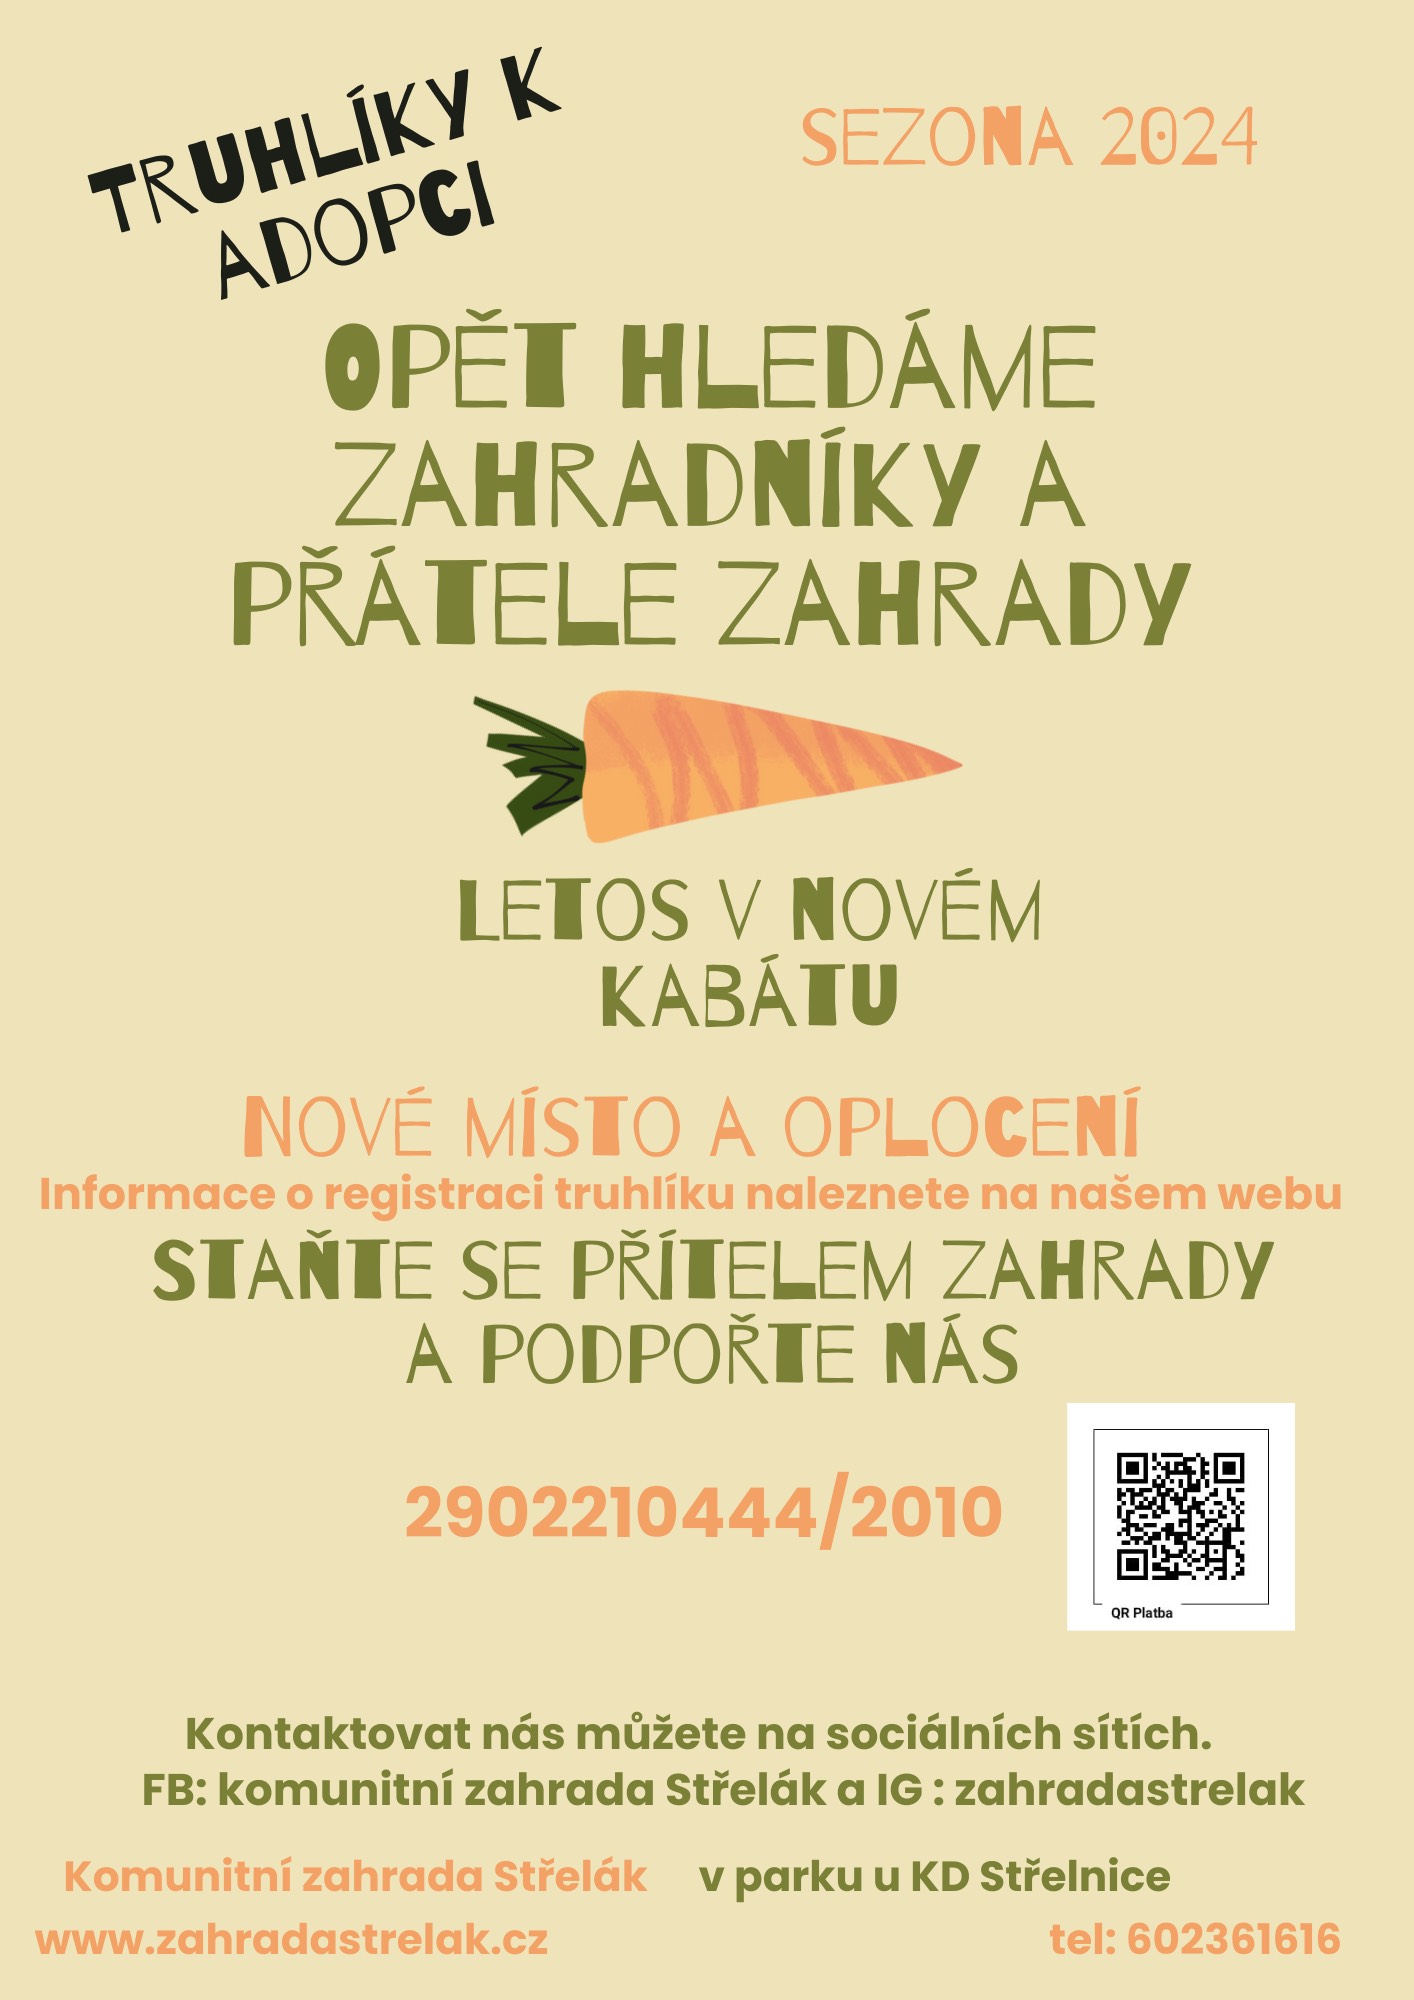 TRUHLÍKY K
ADOPCI
SEZONA 2024
OPĚT HLEDÁME
ZAHRADNÍKY A
PŘÁTELE ZAHRADY
LETOS V NOVÉM
KABÁTU
NOVÉ MÍSTO A OPLOCENÍ
Informace o registraci truhlíku naleznete na našem webu
STAŇTE SE PŘÍTELEM ZAHRADY
A PODPOŘTE NÁS
2902210444/2010
QR Platba
Kontaktovat nás můžete na sociálních sítích.
FB: komunitní zahrada Střelák a IG : zahradastrelak
Komunitní zahrada Střelák v parku u KD Střelnice
www.zahradastrelak.cz tel: 602361616